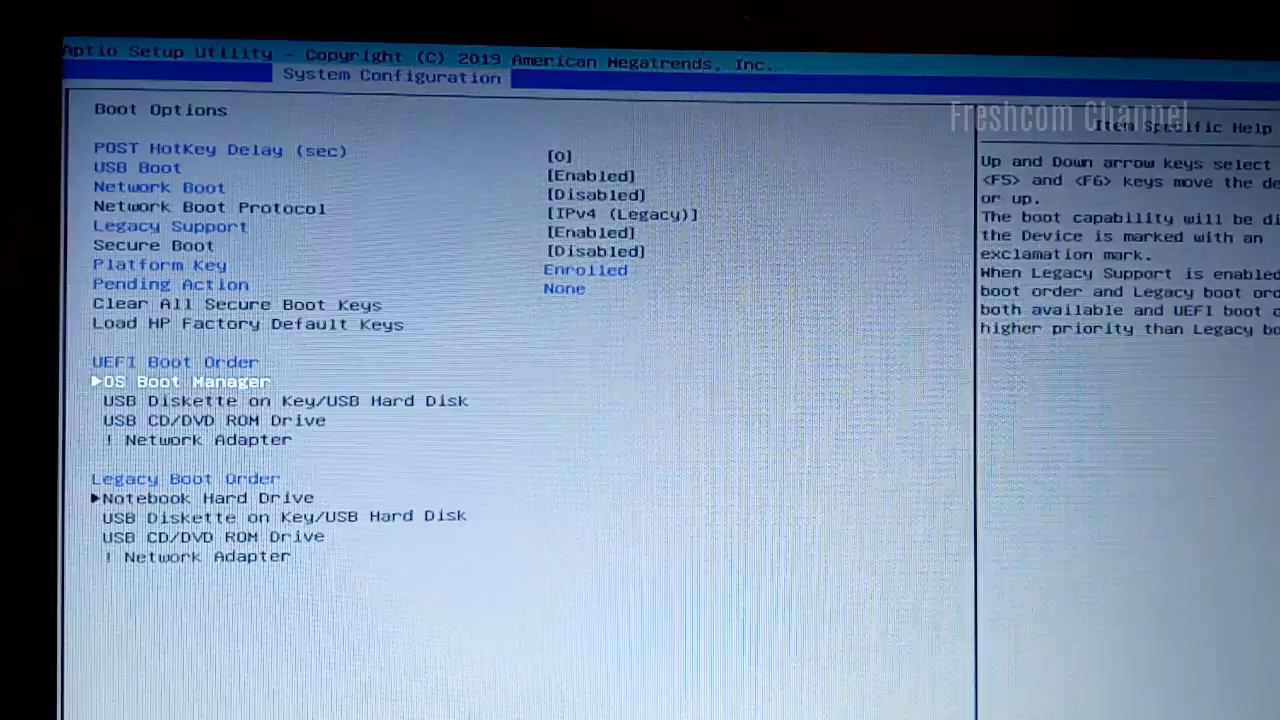 Aptio Setup Utility - Copyright (C) 2019 American Megatrends, Inc.
System Configuration
Boot Options
POST HotKey Delay (sec) [0]
USB Boot [Enabled]
Network Boot [Disabled]
Network Boot Protocol [IPv4 (Legacy)]
Legacy Support [Enabled]
Secure Boot [Disabled]
Platform Key Enrolled
Pending Action None
Clear All Secure Boot Keys
Load HP Factory Default Keys
UEFI Boot Order
▶OS Boot Manager
USB Diskette on Key/USB Hard Disk
USB CD/DVD ROM Drive
! Network Adapter
Legacy Boot Order
▶Notebook Hard Drive
USB Diskette on Key/USB Hard Disk
USB CD/DVD ROM Drive
! Network Adapter
Freshcom Channel
Item Specific Help
Up and Down arrow keys select
<F5> and <F6> keys move the de
or up.
The boot capability will be di
the Device is marked with an
exclamation mark.
When Legacy Support is enabled
boot order and Legacy boot ord
both available and UEFI boot o
higher priority than Legacy bo